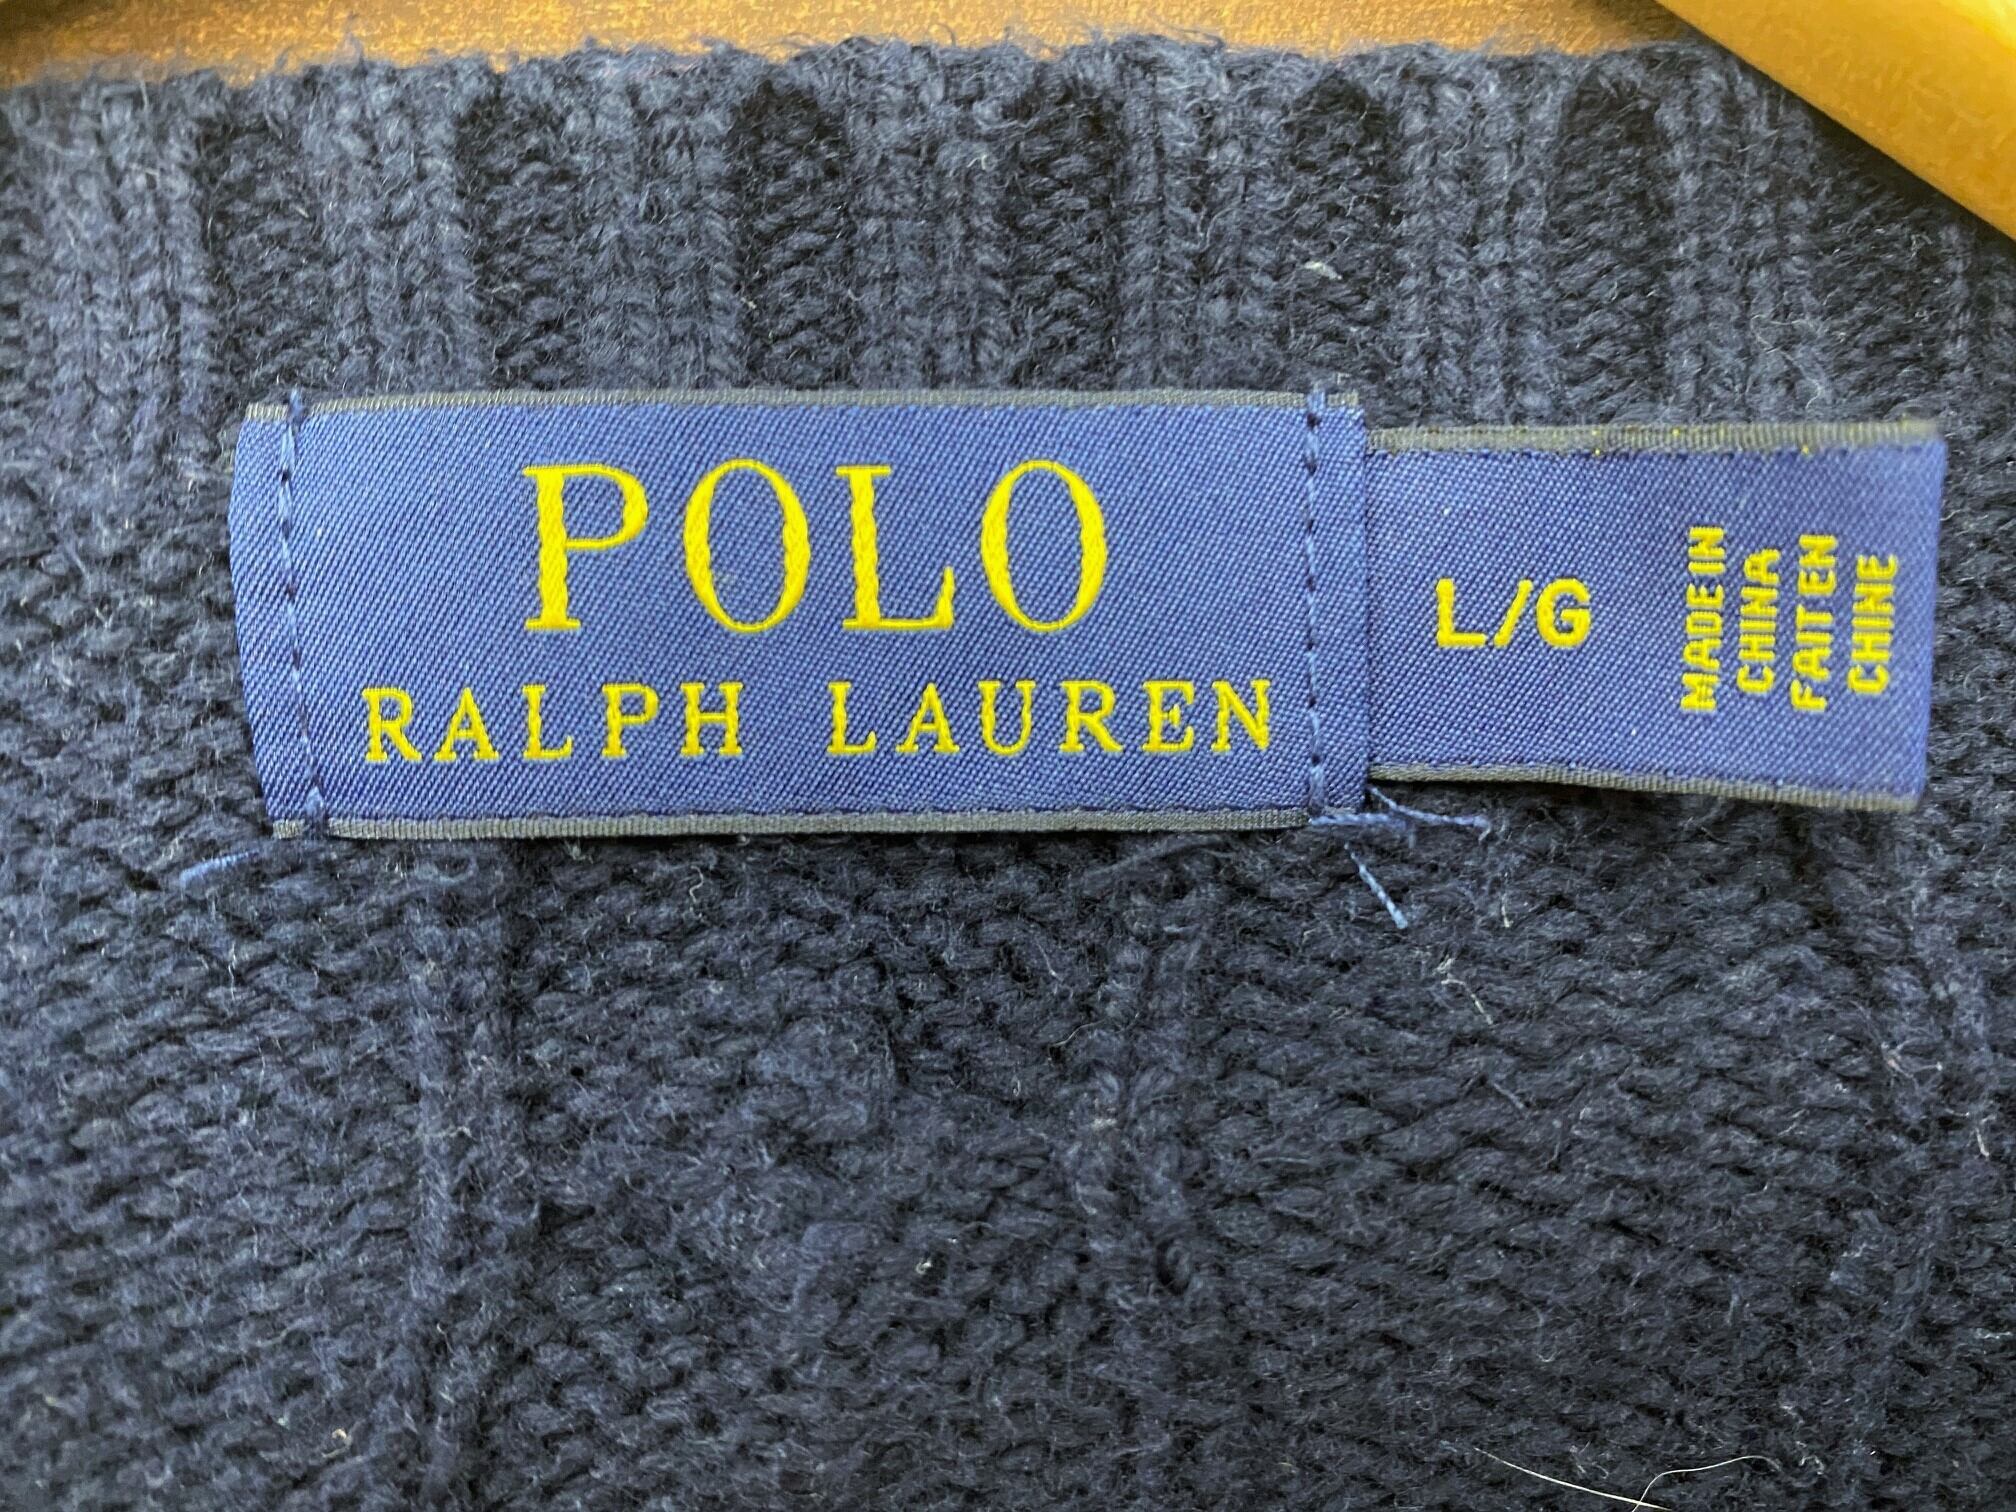 POLO
RALPH LAUREN
L/G
MADE IN
CHINA
FAIT EN
CHINE